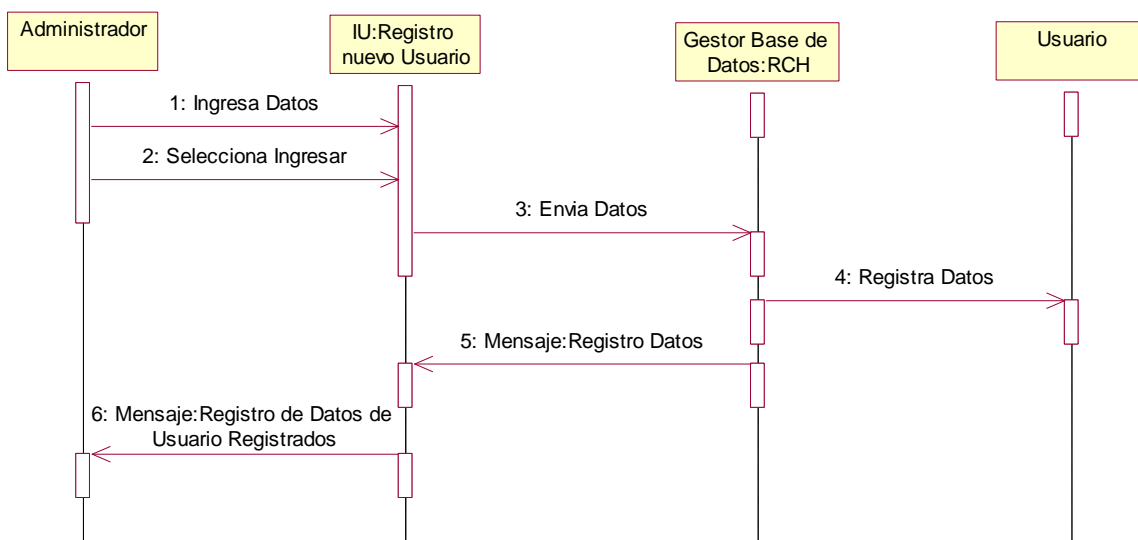 Administrador
IU:Registro
nuevo Usuario
Gestor Base de
Datos:RCH
Usuario
1: Ingresa Datos
2: Selecciona Ingresar
3: Envia Datos
4: Registra Datos
5: Mensaje:Registro Datos
6: Mensaje:Registro de Datos de
Usuario Registrados